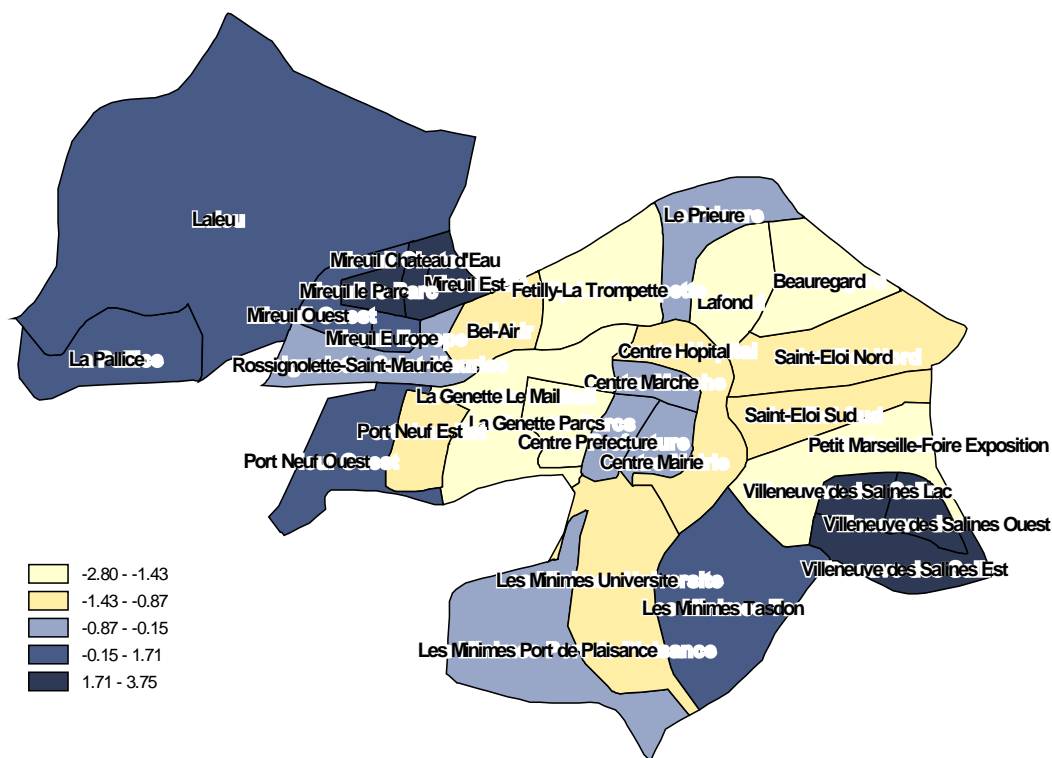 Le Prieure
Laleu
Mireuil Chateau d'Eau
Mireuil Est
Beauregard
Mireuil le Parc
Fetilly-La Trompette
Lafond
Mireuil Ouest
Bel-Air
Mireuil Europe
Centre Hopital
Saint-Eloi Nord
La Pallice
Rossignolette-Saint-Maurice
Centre Marche
La Genette Le Mail
Saint-Eloi Sud
La Genette Parcs
Port Neuf Est
Centre Prefecture
Petit Marseille-Foire Exposition
Port Neuf Ouest
Centre Mairie
Villeneuve des Salines Lac
Villeneuve des Salines Ouest
Villeneuve des Salines Est
Les Minimes Universite
Les Minimes Tasdon
Les Minimes Port de Plaisance
-2.80 - -1.43
-1.43 - -0.87
-0.87 - -0.15
-0.15 - 1.71
1.71 - 3.75